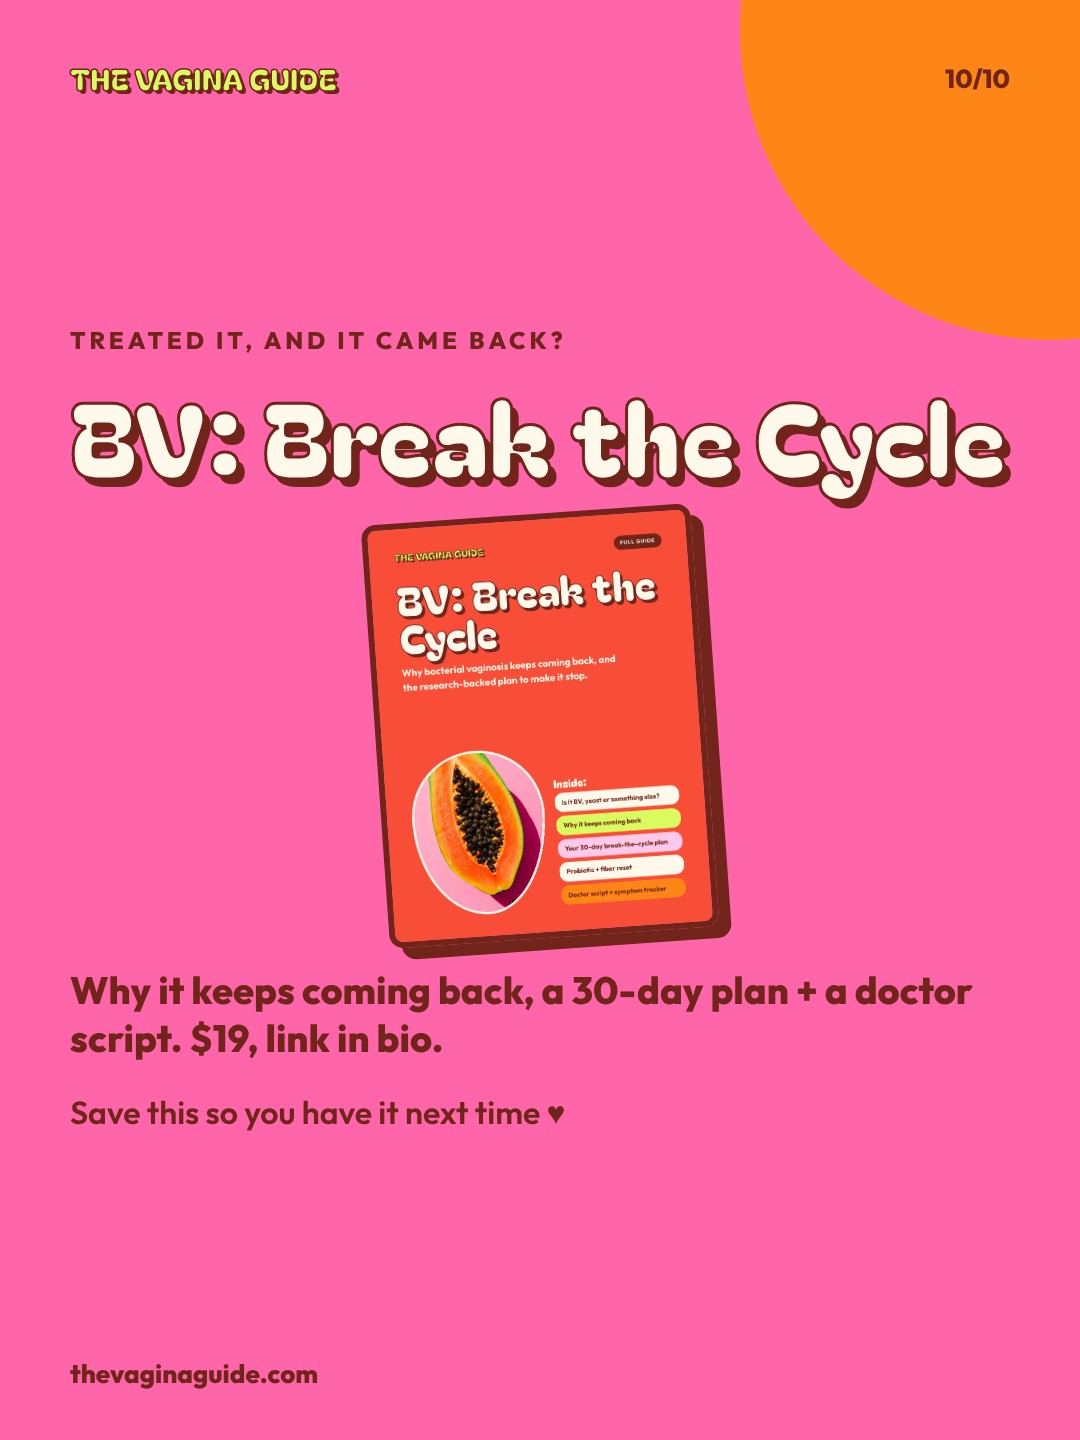 THE VAGINA GUIDE
10/10
TREATED IT, AND IT CAME BACK?
BV: Break the Cycle
THE VAGINA GUIDE
FULL GUIDE
BV: Break the
Cycle
Why bacterial vaginosis keeps coming back, and
the research-backed plan to make it stop.
Inside:
Is it BV, yeast or something else?
Why it keeps coming back
Your 30-day break-the-cycle plan
Probiotic + fiber reset
Doctor script + symptom tracker
Why it keeps coming back, a 30-day plan + a doctor
script. $19, link in bio.
Save this so you have it next time ♥
thevaginaguide.com